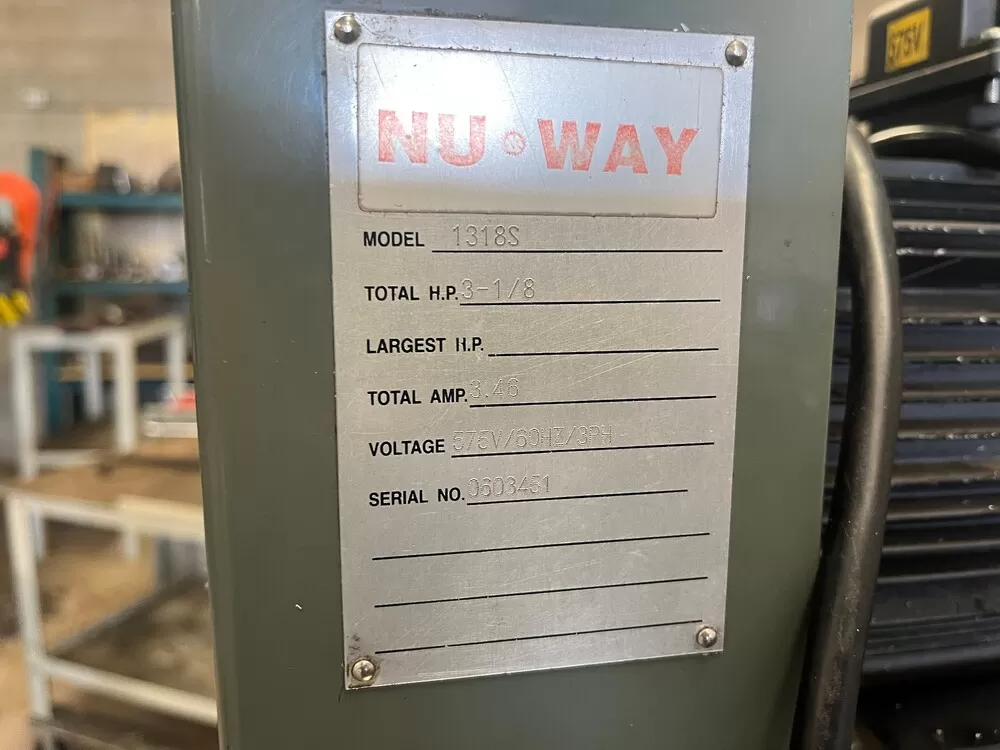 NU WAY
MODEL 1318S
TOTAL H.P. 3-1/8
LARGEST H.P.
TOTAL AMP. 3.46
VOLTAGE 575V/60HZ/3PH
SERIAL NO. 0603451
575V